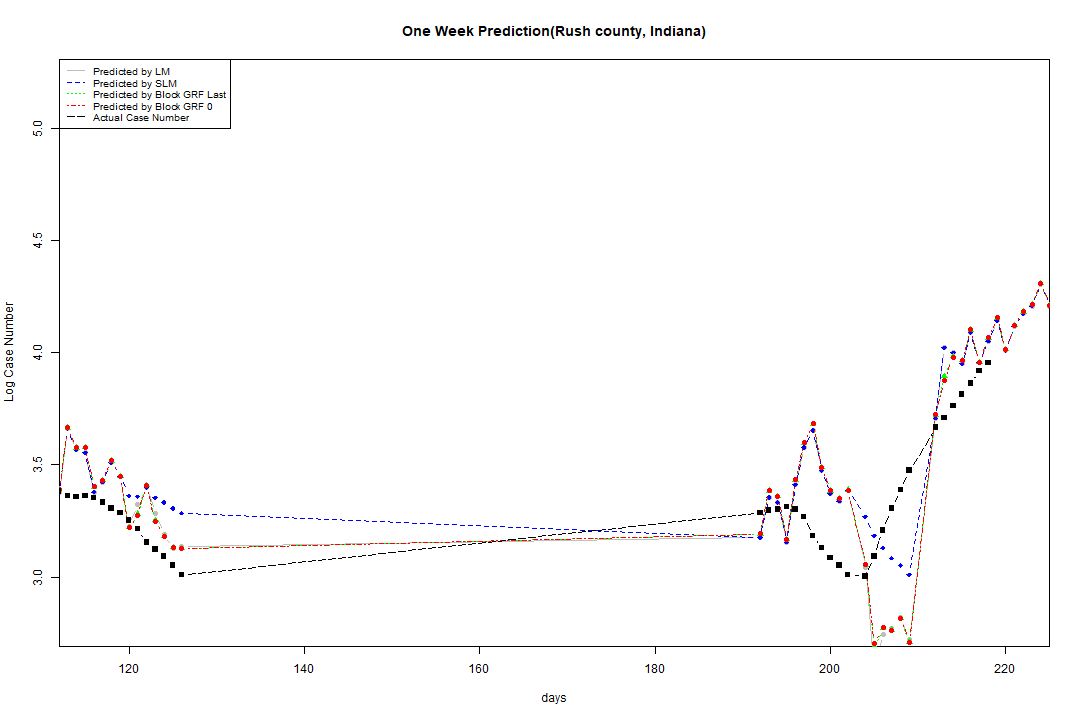 One Week Prediction(Rush county, Indiana)
Predicted by LM
Predicted by SLM
Predicted by Block GRF Last
Predicted by Block GRF 0
Actual Case Number
5.0
4.5
4.0
3.5
3.0
Log Case Number
120 140 160 180 200 220
days